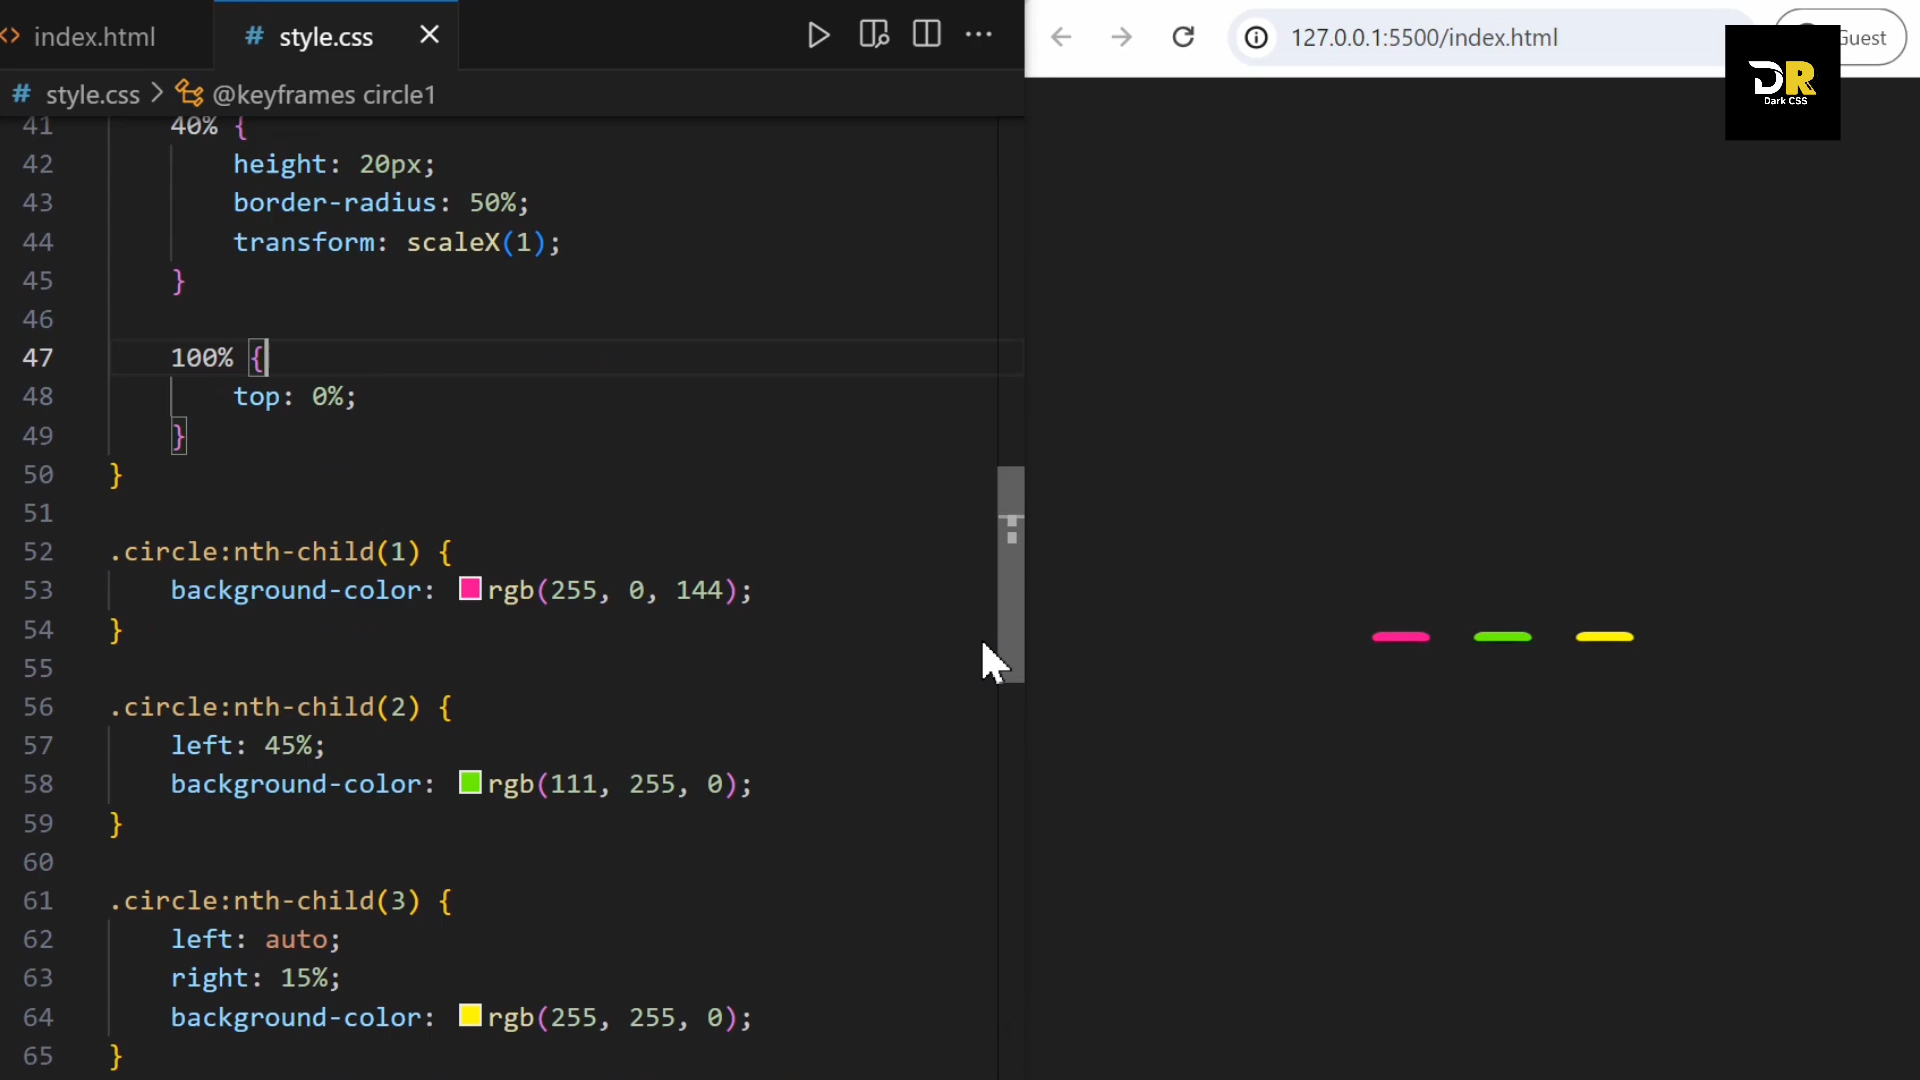 index.html
# style.css
127.0.0.1:5500/index.html
Guest
DR
Dark CSS
# style.css > @keyframes circle1
41 40% {
42 height: 20px;
43 border-radius: 50%;
44 transform: scaleX(1);
45 }
46
47 100% {
48 top: 0%;
49 }
50 }
51
52 .circle:nth-child(1) {
53 background-color: rgb(255, 0, 144);
54 }
55
56 .circle:nth-child(2) {
57 left: 45%;
58 background-color: rgb(111, 255, 0);
59 }
60
61 .circle:nth-child(3) {
62 left: auto;
63 right: 15%;
64 background-color: rgb(255, 255, 0);
65 }